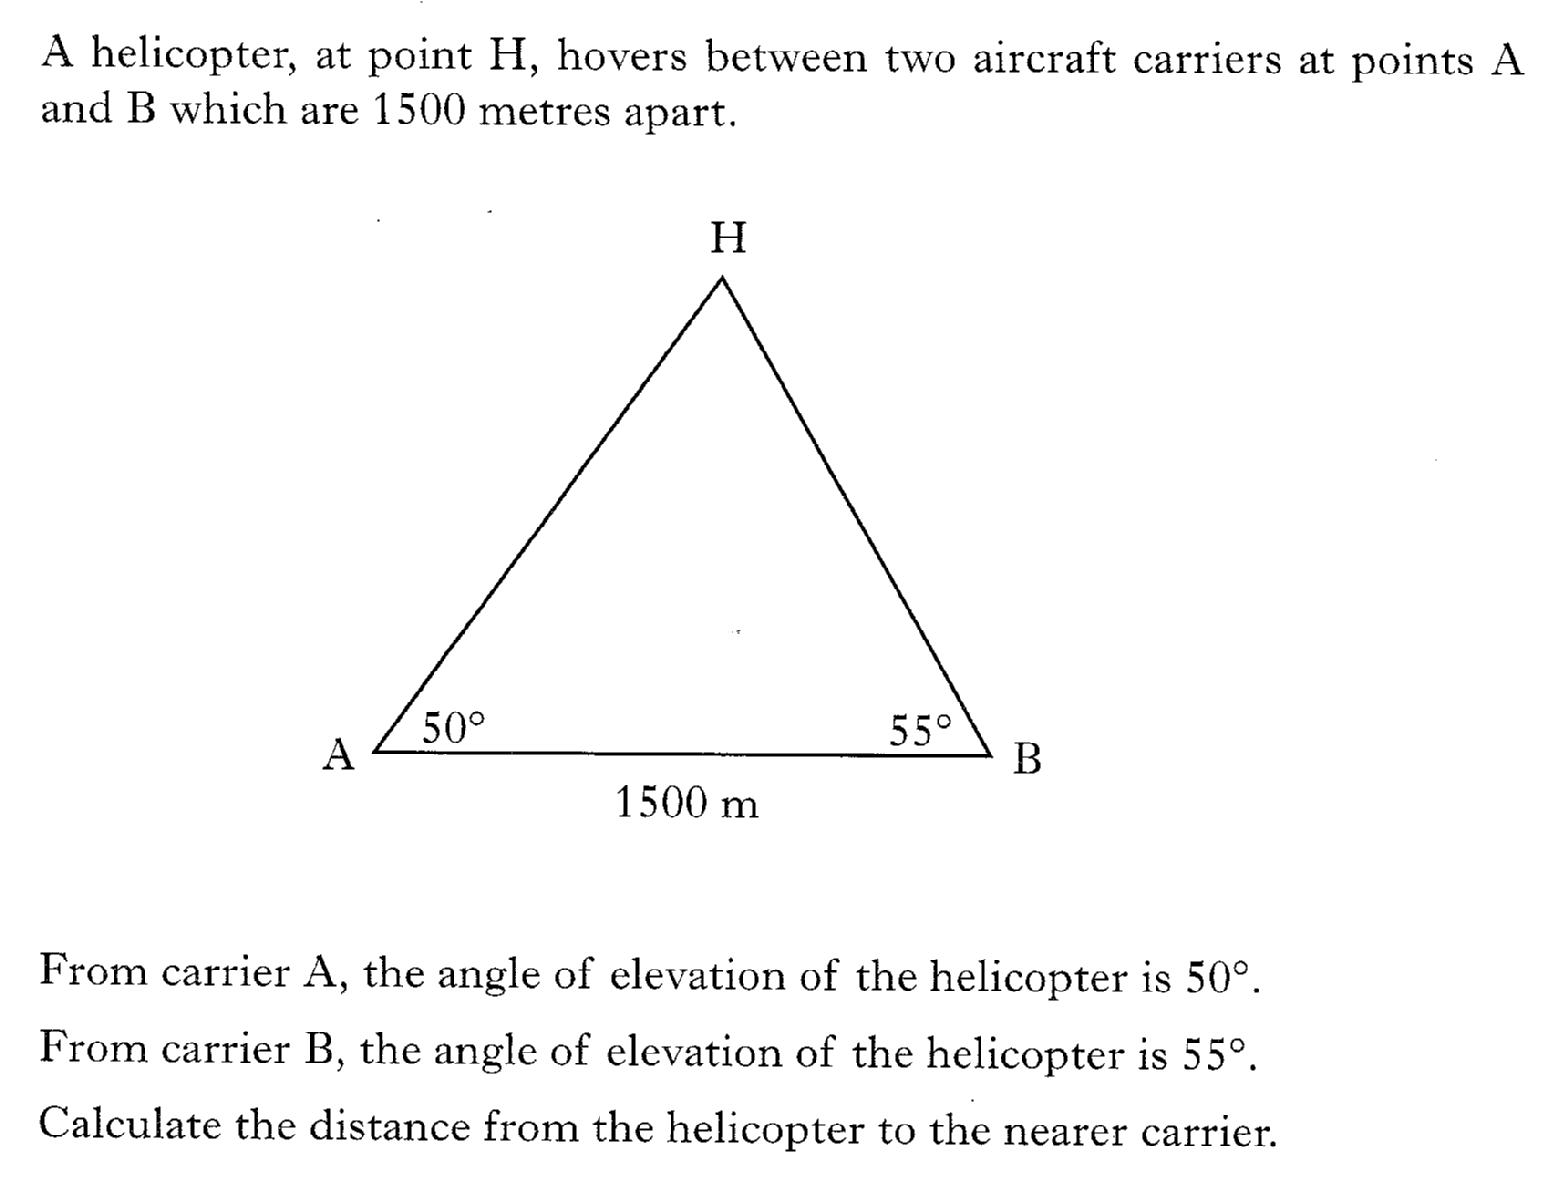 A helicopter, at point H, hovers between two aircraft carriers at points A
and B which are 1500 metres apart.
H
50°
55°
A
B
1500 m
From carrier A, the angle of elevation of the helicopter is 50°.
From carrier B, the angle of elevation of the helicopter is 55°.
Calculate the distance from the helicopter to the nearer carrier.